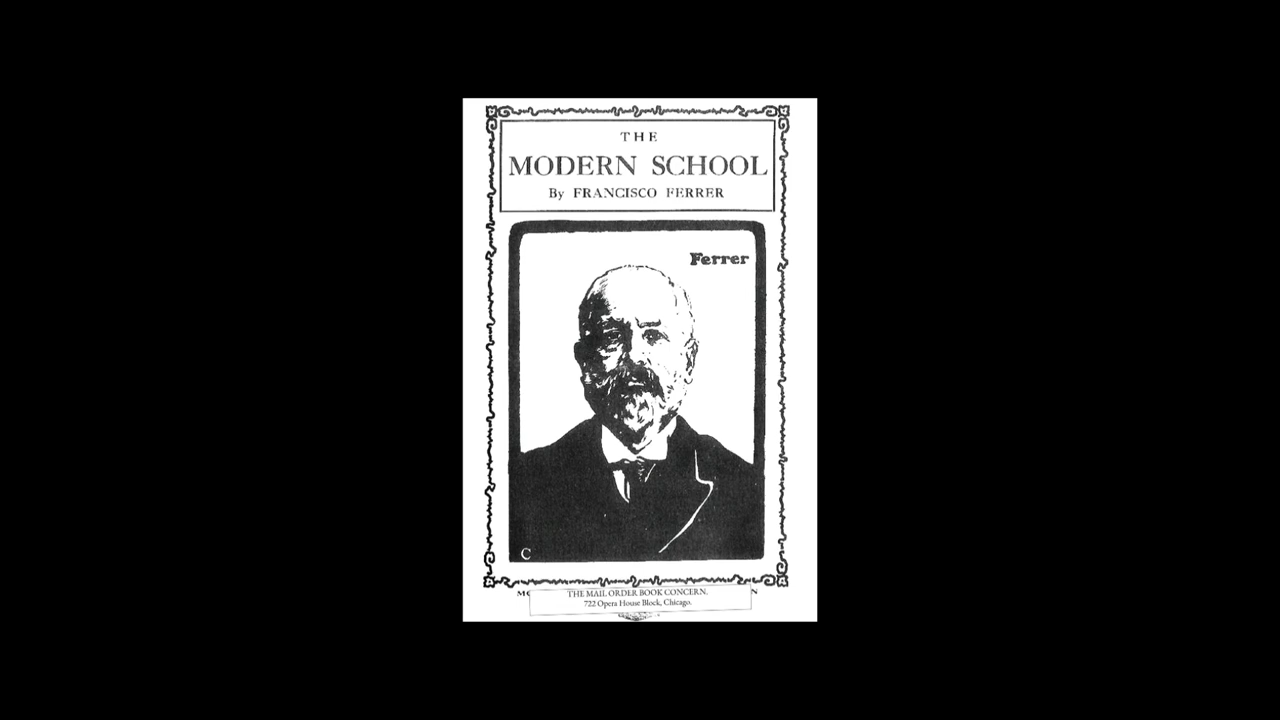 THE
MODERN SCHOOL
By FRANCISCO FERRER
Ferrer
C
THE MAIL ORDER BOOK CONCERN.
722 Opera House Block, Chicago.